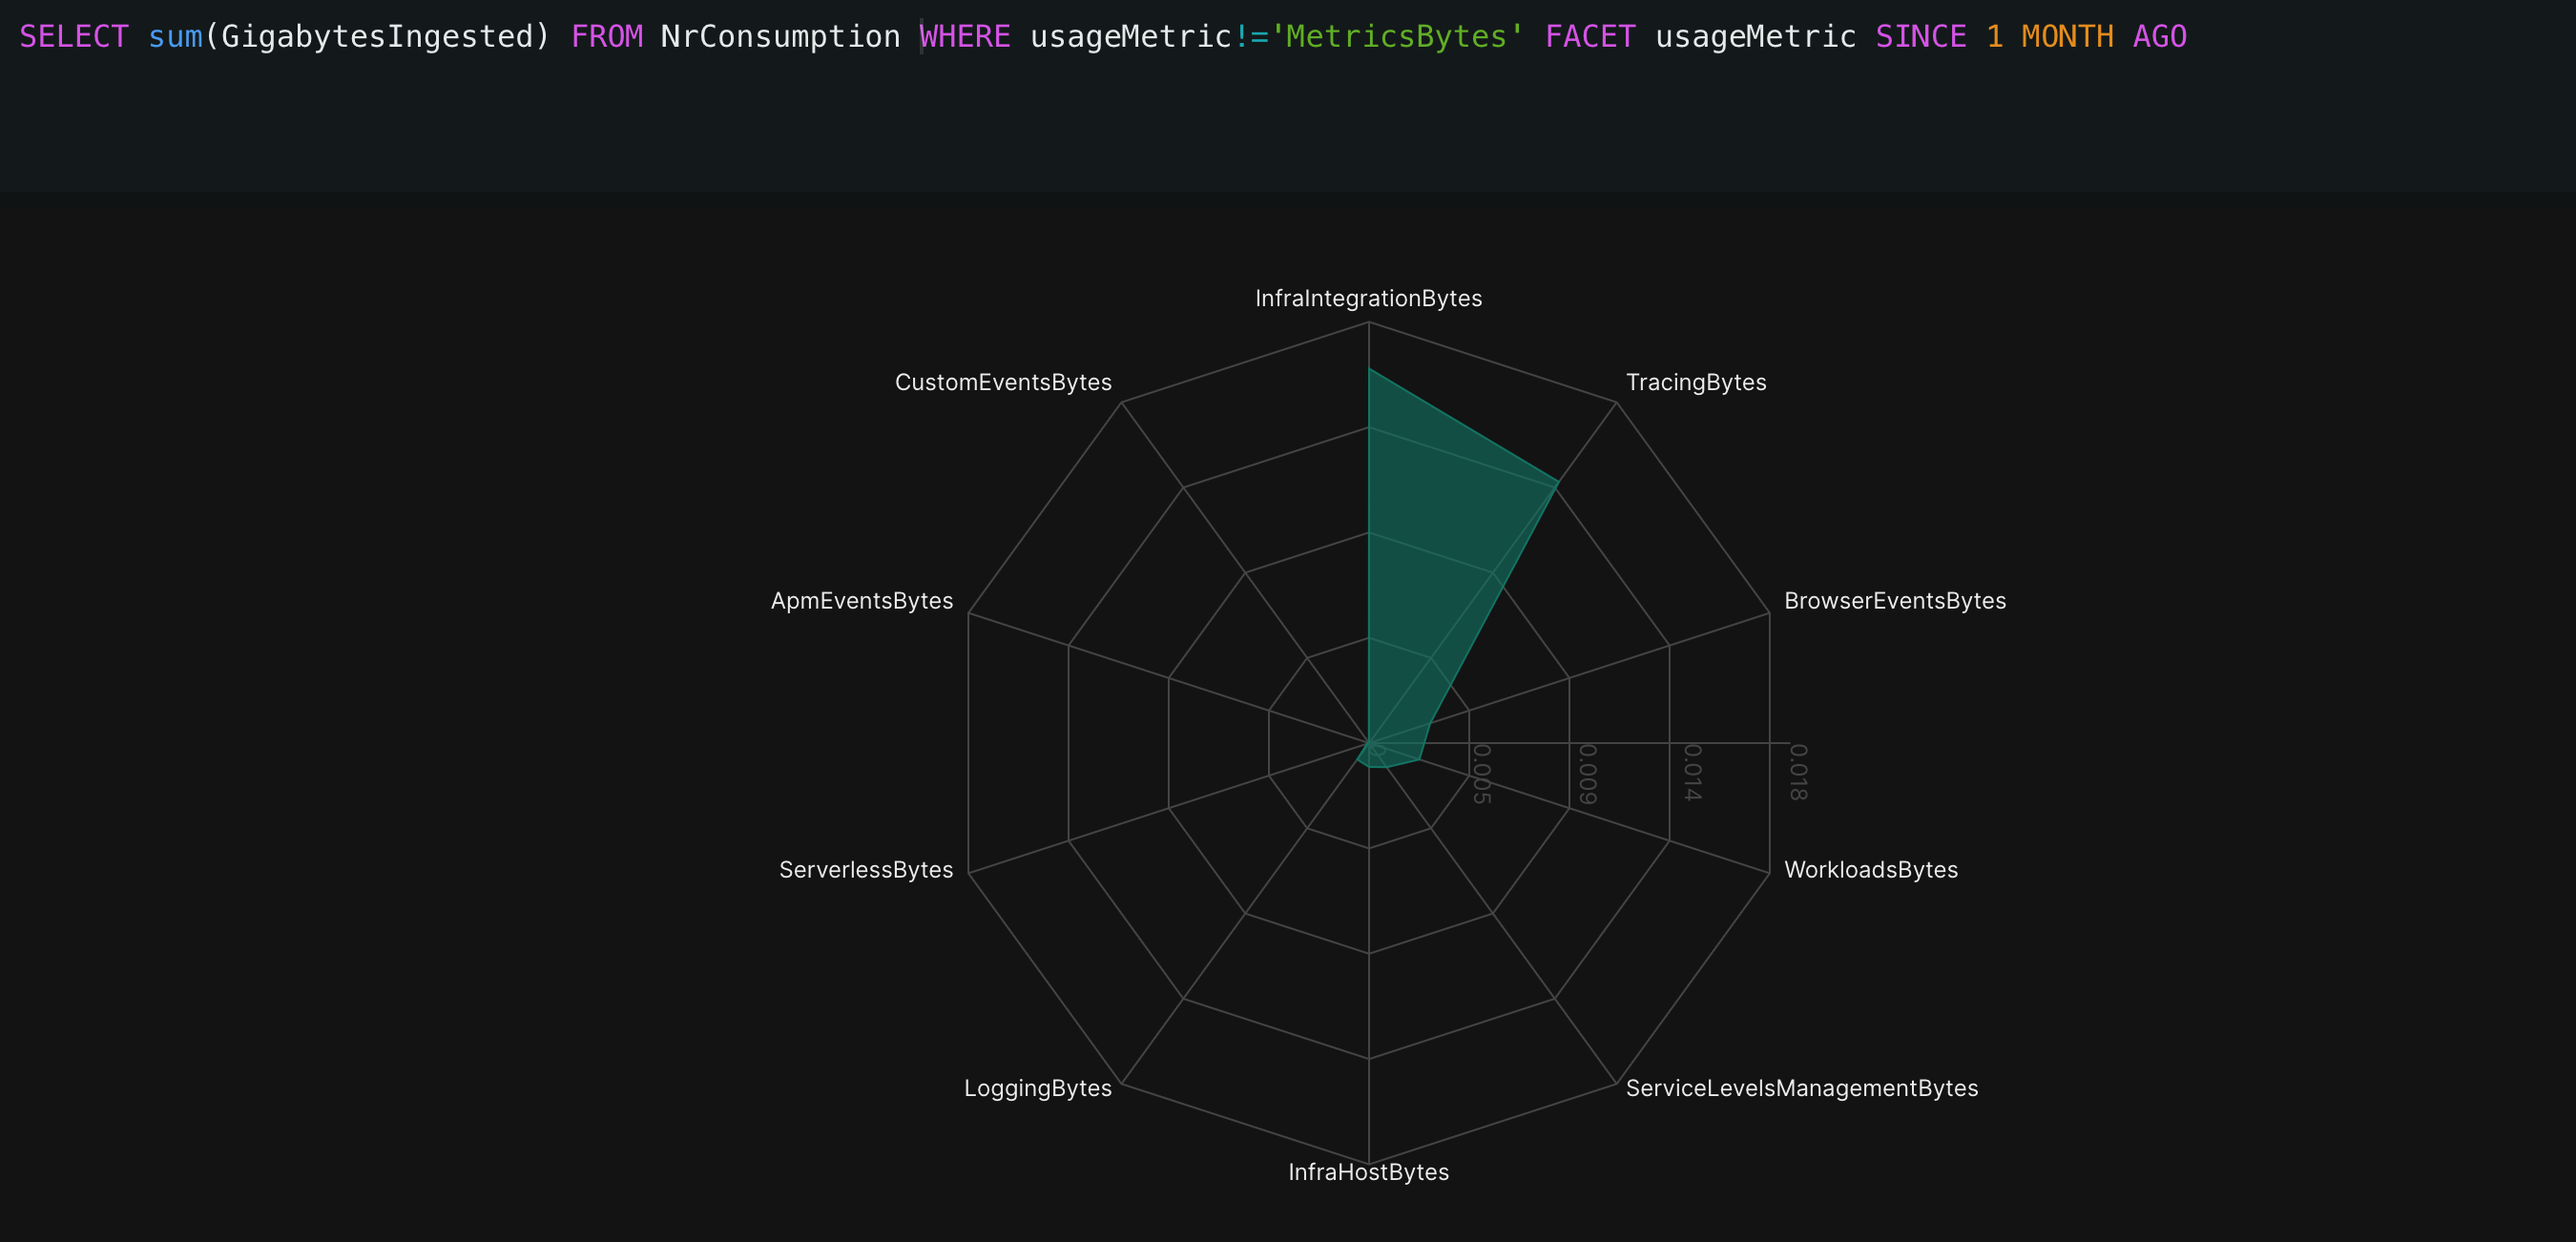 SELECT sum(GigabytesIngested) FROM NrConsumption WHERE usageMetric!='MetricsBytes' FACET usageMetric SINCE 1 MONTH AGO
InfraIntegrationBytes
CustomEventsBytes
TracingBytes
ApmEventsBytes
BrowserEventsBytes
0
0.005
0.009
0.014
0.018
ServerlessBytes
WorkloadsBytes
LoggingBytes
ServiceLevelsManagementBytes
InfraHostBytes